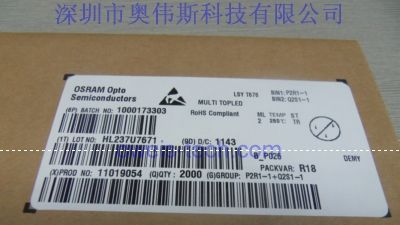 深圳市奥伟斯科技有限公司
OSRAM Opto Semiconductors
LSY T676
BIN1: P2R1-1
BIN2: Q2S1-1
(6P) BATCH NO: 1000173303
MULTI TOPLED
RoHS Compliant
ML TEMP ST
2 260°C TR
(1T) LOT NO: HL237U7671
(9D) D/C: 1143
B_P026
DEMY
PACKVAR: R18
(X)PROD NO: 11019054 (Q)QTY: 2000 (G)GROUP: P2R1-1+Q2S1-1